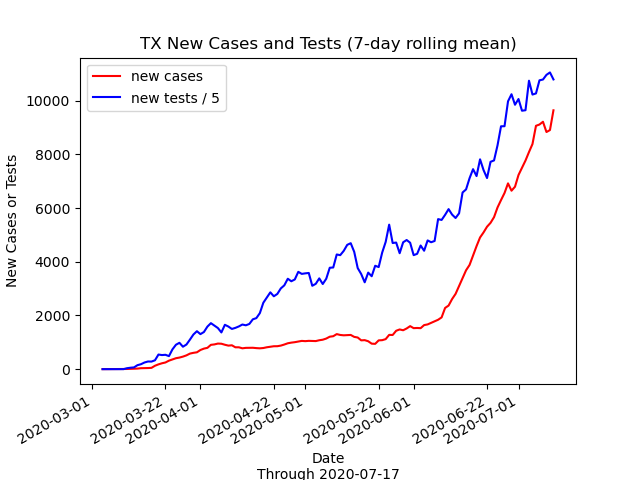 TX New Cases and Tests (7-day rolling mean)
new cases
new tests / 5
New Cases or Tests
10000
8000
6000
4000
2000
0
2020-03-01
2020-03-22
2020-04-01
2020-04-22
2020-05-01
2020-05-22
2020-06-01
2020-06-22
2020-07-01
Date
Through 2020-07-17